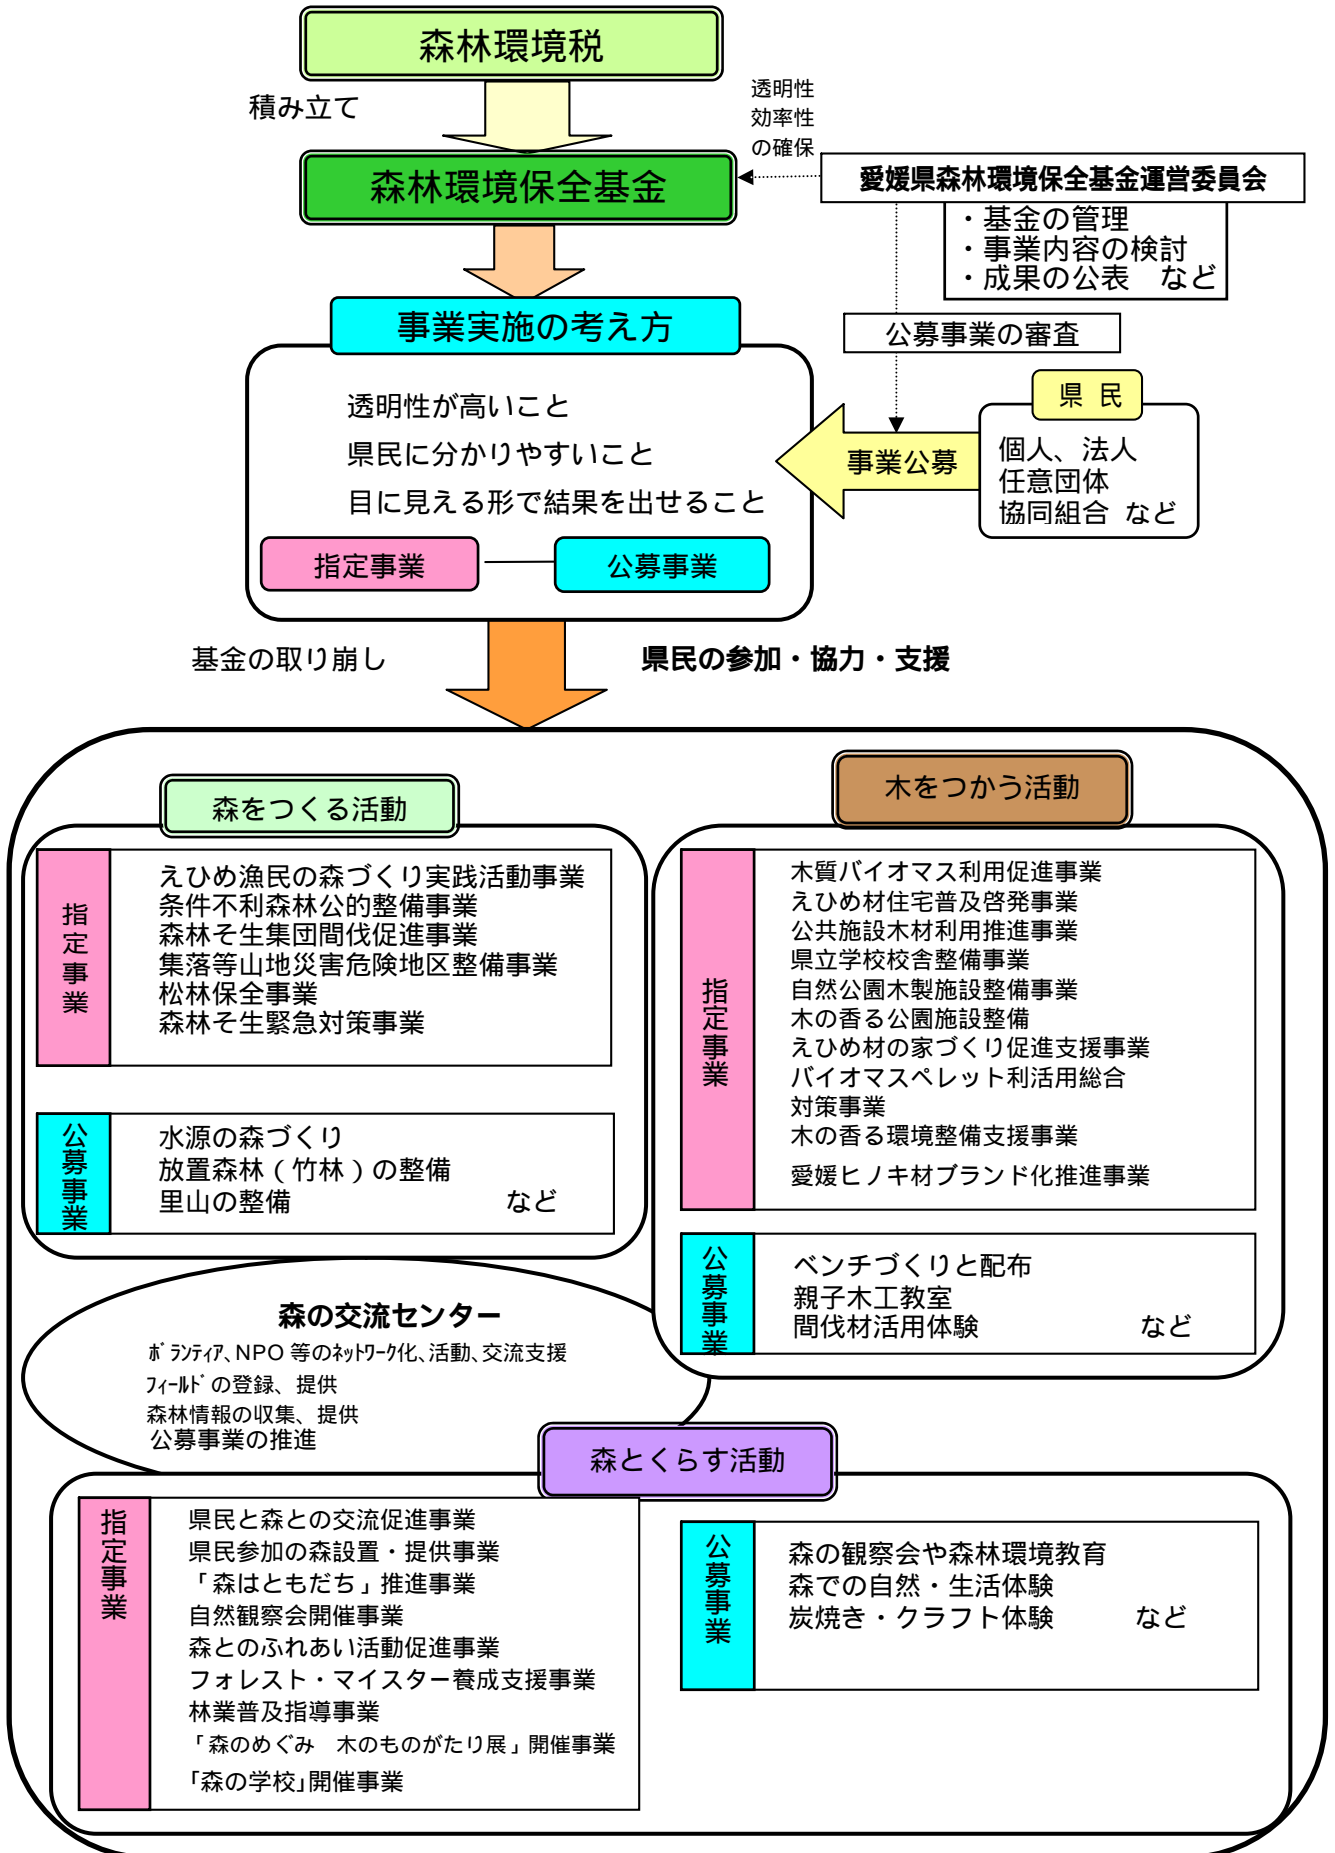 森林環境税
積み立て
透明性
効率性
の確保
森林環境保全基金
愛媛県森林環境保全基金運営委員会
・基金の管理
・事業内容の検討
・成果の公表　など
事業実施の考え方
公募事業の審査
透明性が高いこと
県民に分かりやすいこと
目に見える形で結果を出せること
事業公募
県 民
個人、法人
任意団体
協同組合 など
指定事業
公募事業
基金の取り崩し
県民の参加・協力・支援
森をつくる活動
指定事業
えひめ漁民の森づくり実践活動事業
条件不利森林公的整備事業
森林そ生集団間伐促進事業
集落等山地災害危険地区整備事業
松林保全事業
森林そ生緊急対策事業
公募事業
水源の森づくり
放置森林（竹林）の整備
里山の整備　など
木をつかう活動
指定事業
木質バイオマス利用促進事業
えひめ材住宅普及啓発事業
公共施設木材利用推進事業
県立学校校舎整備事業
自然公園木製施設整備事業
木の香る公園施設整備
えひめ材の家づくり促進支援事業
バイオマスペレット利活用総合
対策事業
木の香る環境整備支援事業
愛媛ヒノキ材ブランド化推進事業
公募事業
ベンチづくりと配布
親子木工教室
間伐材活用体験　など
森の交流センター
ﾎﾞﾗﾝﾃｨｱ、NPO 等のﾈｯﾄﾜｰｸ化、活動、交流支援
ﾌｨｰﾙﾄﾞの登録、提供
森林情報の収集、提供
公募事業の推進
森とくらす活動
指定事業
県民と森との交流促進事業
県民参加の森設置・提供事業
「森はともだち」推進事業
自然観察会開催事業
森とのふれあい活動促進事業
フォレスト・マイスター養成支援事業
林業普及指導事業
「森のめぐみ　木のものがたり展」開催事業
｢森の学校｣開催事業
公募事業
森の観察会や森林環境教育
森での自然・生活体験
炭焼き・クラフト体験　など